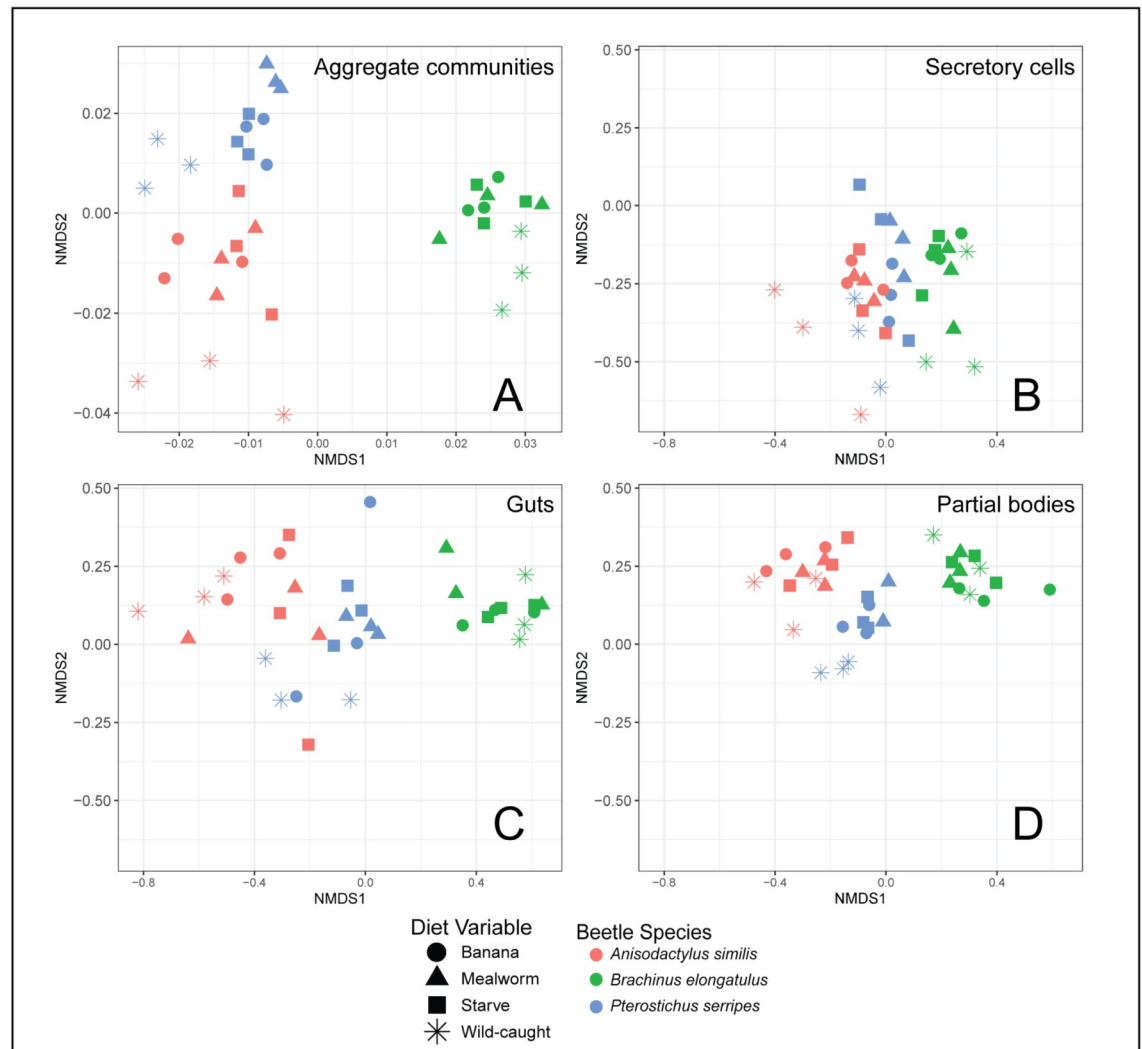 Aggregate communities
0.02
0.00
−0.02
−0.04
NMDS2
−0.02
−0.01
0.00
0.01
0.02
0.03
NMDS1
A
Secretory cells
0.50
0.25
0.00
−0.25
−0.50
NMDS2
−0.8
−0.4
0.0
0.4
NMDS1
B
Guts
0.50
0.25
0.00
−0.25
−0.50
NMDS2
−0.8
−0.4
0.0
0.4
NMDS1
C
Partial bodies
0.50
0.25
0.00
−0.25
−0.50
NMDS2
−0.8
−0.4
0.0
0.4
NMDS1
D
Diet Variable
Banana
Mealworm
Starve
Wild-caught
Beetle Species
Anisodactylus similis
Brachinus elongatulus
Pterostichus serripes